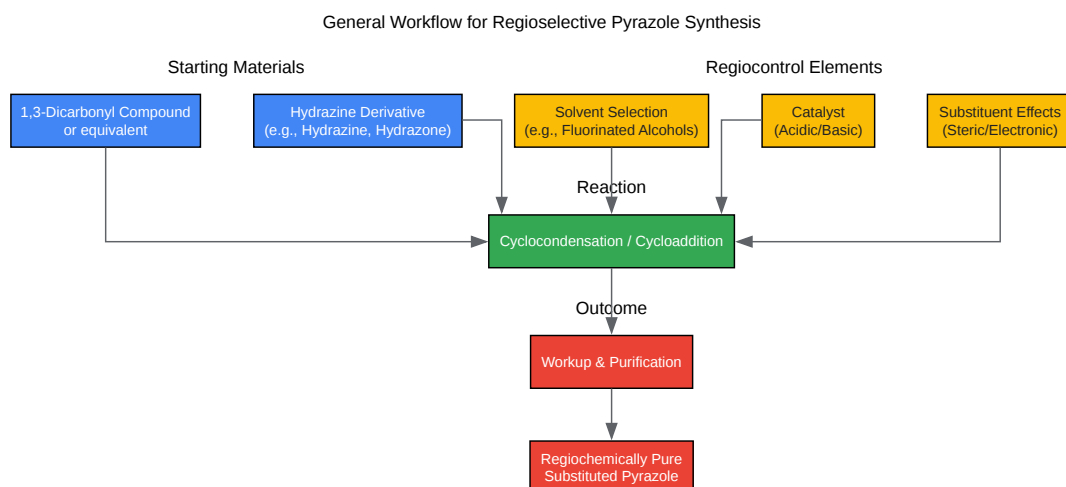 General Workflow for Regioselective Pyrazole Synthesis
Starting Materials
Regiocontrol Elements
1,3-Dicarbonyl Compound
or equivalent
Hydrazine Derivative
(e.g., Hydrazine, Hydrazone)
Solvent Selection
(e.g., Fluorinated Alcohols)
Catalyst
(Acidic/Basic)
Substituent Effects
(Steric/Electronic)
Reaction
Cyclocondensation / Cycloaddition
Outcome
Workup & Purification
Regiochemically Pure
Substituted Pyrazole